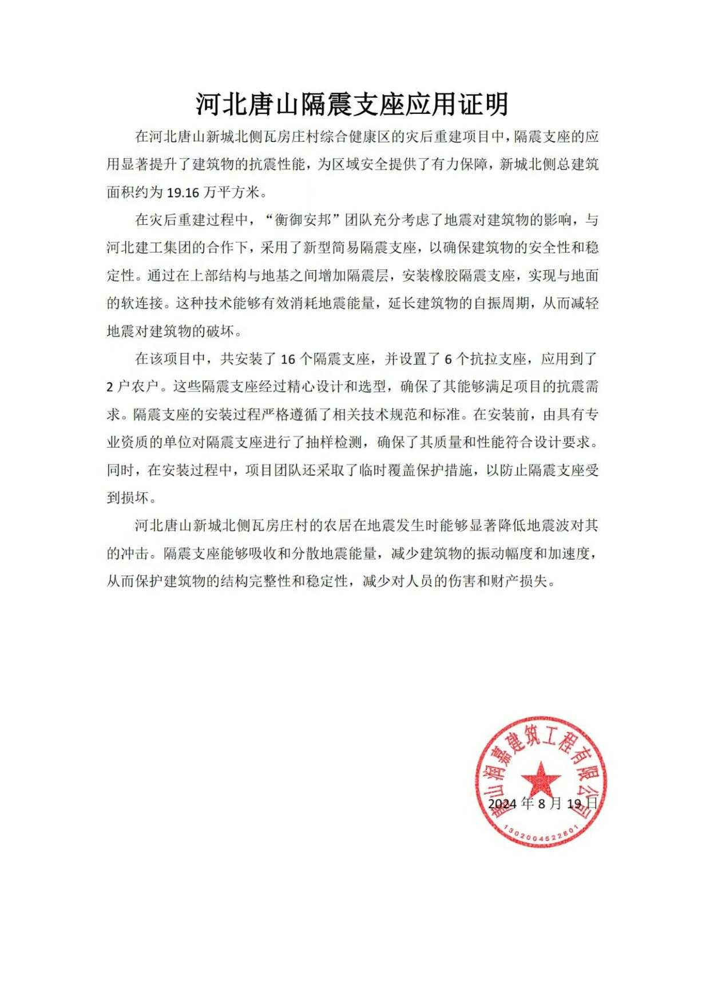 河北唐山隔震支座应用证明
在河北唐山新城北侧瓦房庄村综合健康区的灾后重建项目中，隔震支座的应
用显著提升了建筑物的抗震性能，为区域安全提供了有力保障，新城北侧总建筑
面积约为 19.16 万平方米。
在灾后重建过程中，“衡御安邦”团队充分考虑了地震对建筑物的影响，与
河北建工集团的合作下，采用了新型简易隔震支座，以确保建筑物的安全性和稳
定性。通过在上部结构与地基之间增加隔震层，安装橡胶隔震支座，实现与地面
的软连接。这种技术能够有效消耗地震能量，延长建筑物的自振周期，从而减轻
地震对建筑物的破坏。
在该项目中，共安装了 16 个隔震支座，并设置了 6 个抗拉支座，应用到了
2 户农户。这些隔震支座经过精心设计和选型，确保了其能够满足项目的抗震需
求。隔震支座的安装过程严格遵循了相关技术规范和标准。在安装前，由具有专
业资质的单位对隔震支座进行了抽样检测，确保了其质量和性能符合设计要求。
同时，在安装过程中，项目团队还采取了临时覆盖保护措施，以防止隔震支座受
到损坏。
河北唐山新城北侧瓦房庄村的农居在地震发生时能够显著降低地震波对其
的冲击。隔震支座能够吸收和分散地震能量，减少建筑物的振动幅度和加速度，
从而保护建筑物的结构完整性和稳定性，减少对人员的伤害和财产损失。
唐山润嘉建筑工程有限公司
2024 年 8 月 19 日
1302004522801